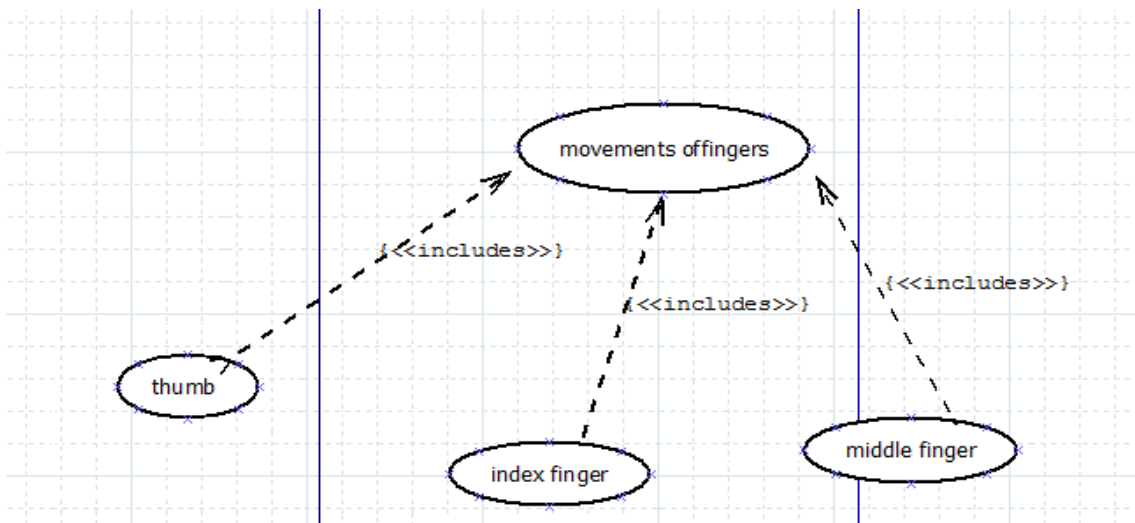 movements offingers
{<<includes>>}
{<<includes>>}
{<<includes>>}
thumb
middle finger
index finger